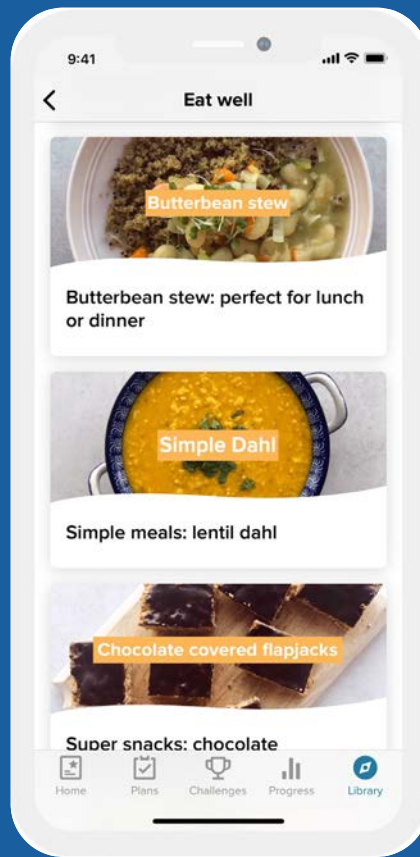 9:41
Eat well
Butterbean stew
Butterbean stew: perfect for lunch
or dinner
Simple Dahl
Simple meals: lentil dahl
Chocolate covered flapjacks
Super snacks: chocolate
Home
Plans
Challenges
Progress
Library